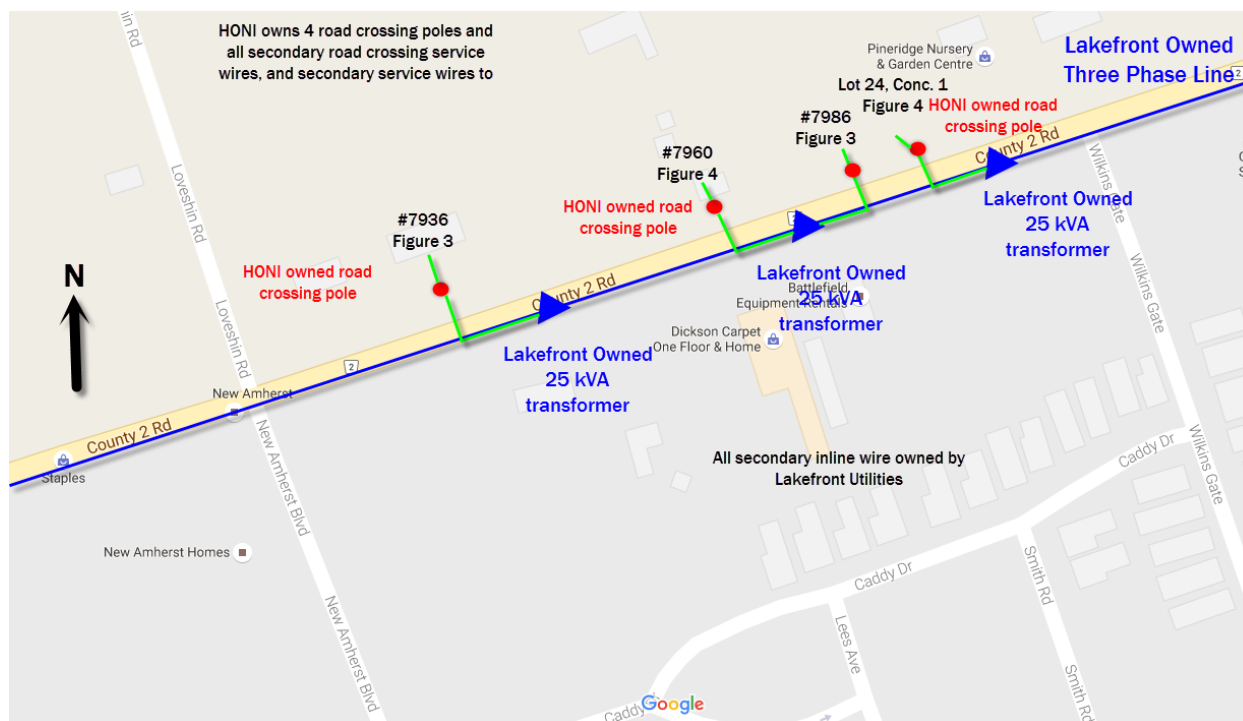 HONI owns 4 road crossing poles and
all secondary road crossing service
wires, and secondary service wires to
Lakefront Owned
Three Phase Line
Pineridge Nursery
& Garden Centre
2
Lot 24, Conc. 1
Figure 4
HONI owned road
crossing pole
#7986
Figure 3
County 2 Rd
#7960
Figure 4
HONI owned road
crossing pole
2
#7936
Figure 3
HONI owned road
crossing pole
Loveshin Rd
Loveshin Rd
N
County 2 Rd
Lakefront Owned
25 kVA
transformer
Lakefront Owned
25 kVA
transformer
Battlefield
Equipment Rentals
Dickson Carpet
One Floor & Home
Lakefront Owned
25 kVA
transformer
2
New Amherst
County 2 Rd
Staples
Wilkins Gate
Wilkins Gate
Wilkins Gate
All secondary inline wire owned by
Lakefront Utilities
Caddy Dr
Caddy Dr
New Amherst Homes
New Amherst Blvd
New Amherst Blvd
Smith Rd
Smith Rd
Lees Ave
Caddy
Google